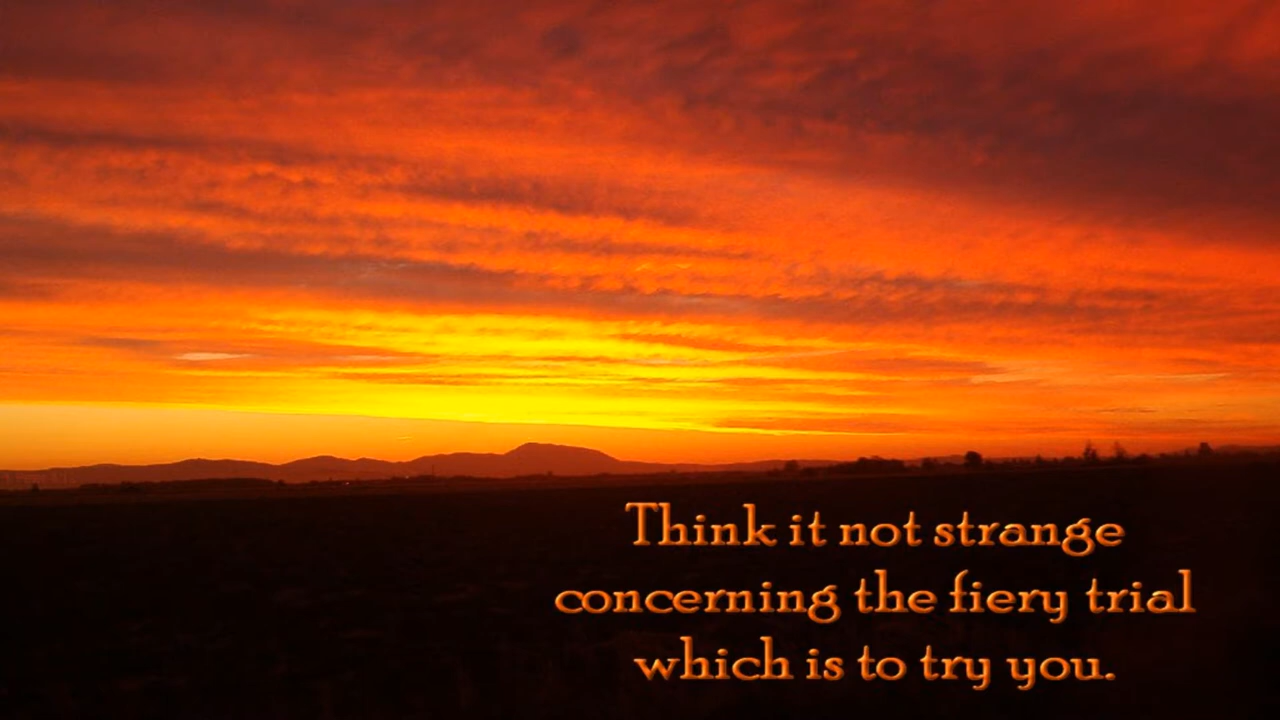 Think it not strange
concerning the fiery trial
which is to try you.